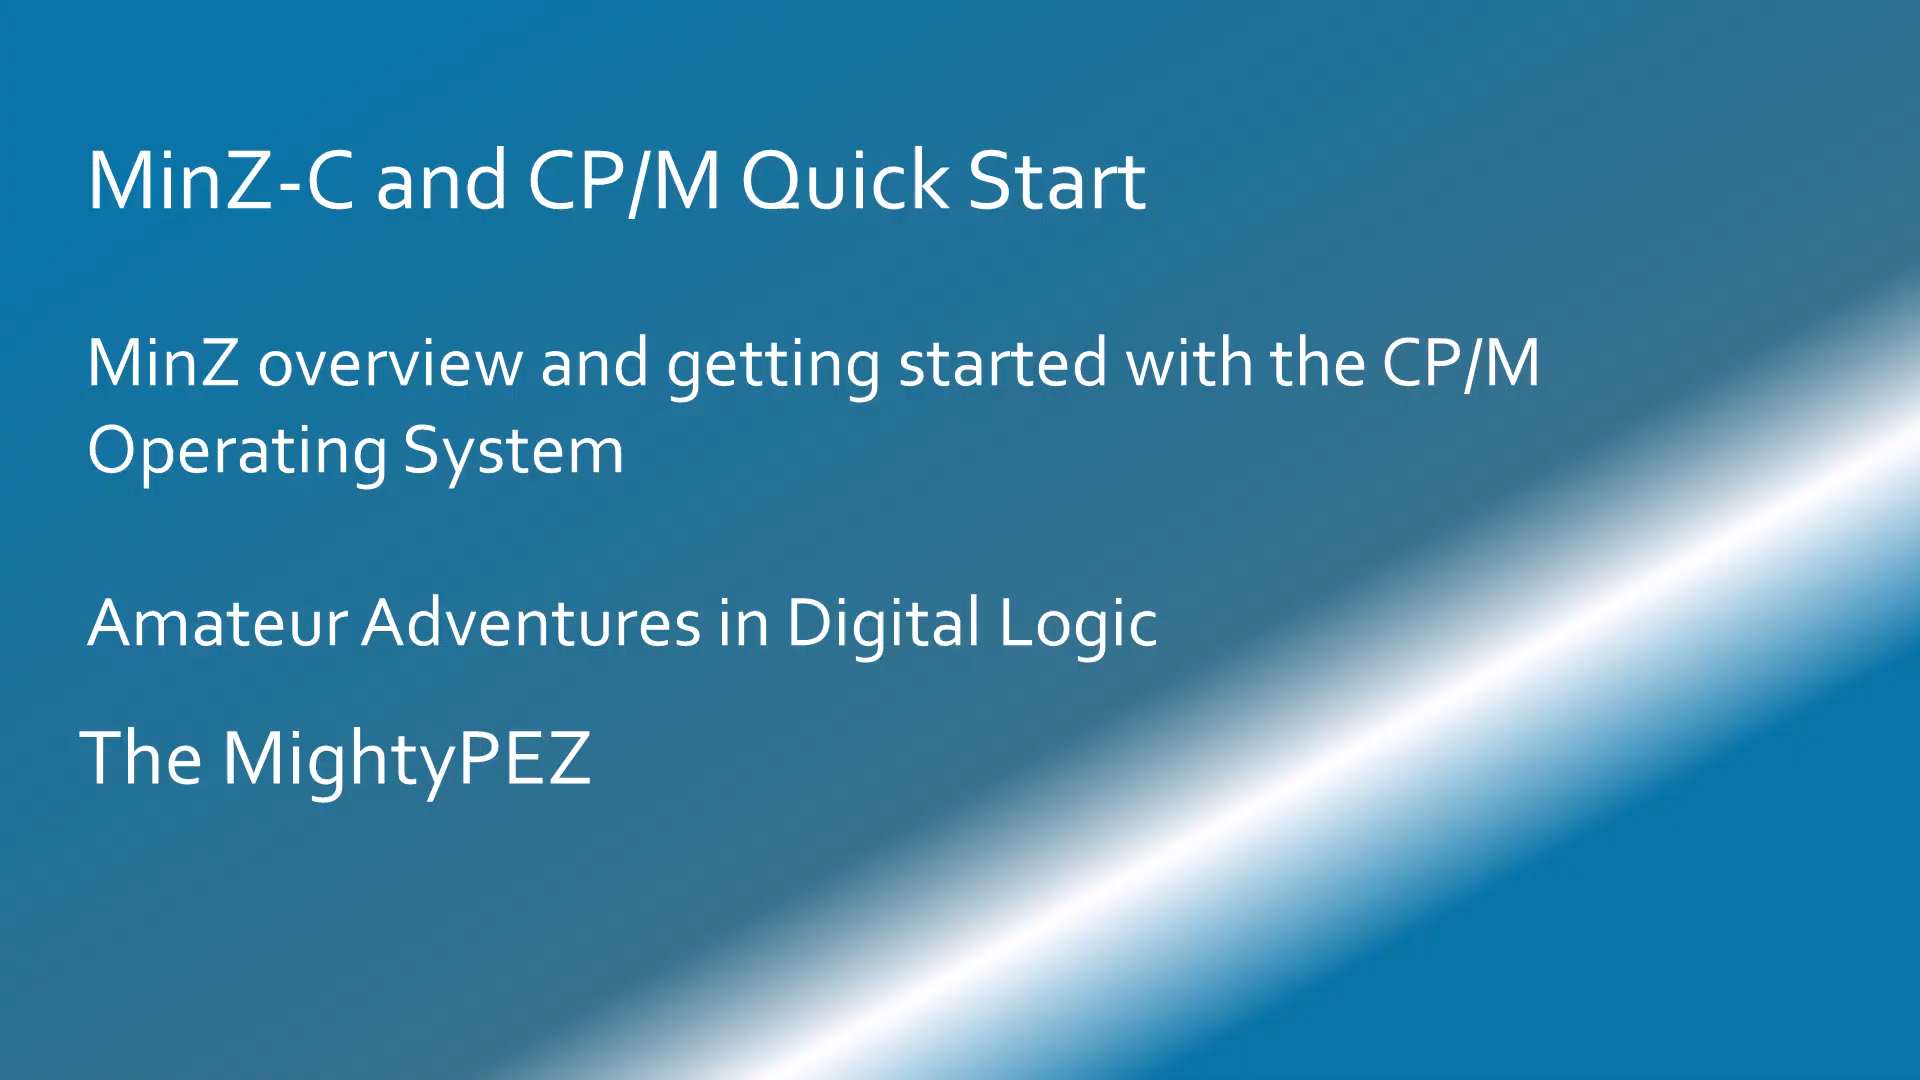 MinZ-C and CP/M Quick Start
MinZ overview and getting started with the CP/M
Operating System
Amateur Adventures in Digital Logic
The MightyPEZ